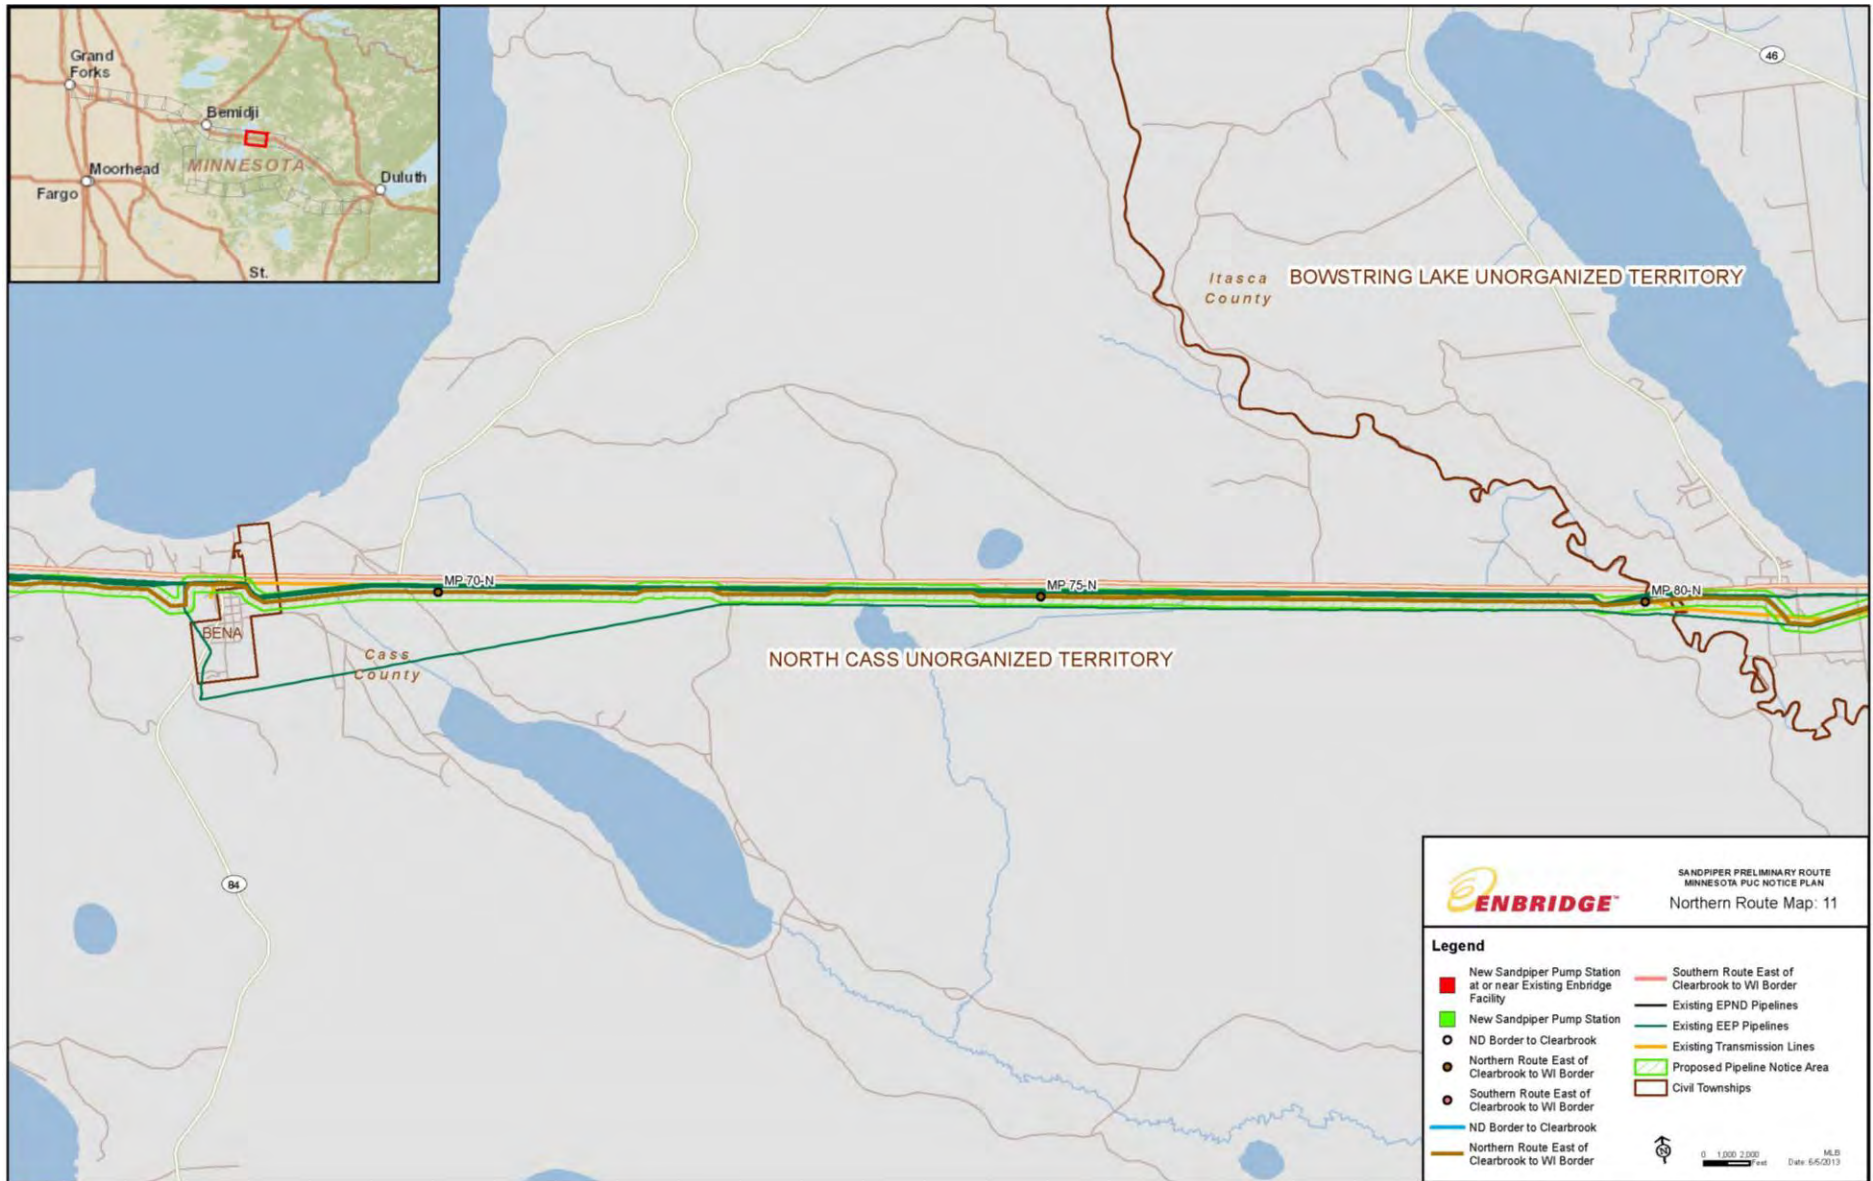 Grand
Forks
Bemidji
MINNESOTA
Moorhead
Fargo
Duluth
St.
46
Itasca
County
BOWSTRING LAKE UNORGANIZED TERRITORY
MP 70-N
MP 75-N
MP 80-N
BENA
Cass
County
NORTH CASS UNORGANIZED TERRITORY
84
ENBRIDGE™
SANDPIPER PRELIMINARY ROUTE
MINNESOTA PUC NOTICE PLAN
Northern Route Map: 11
Legend
New Sandpiper Pump Station
at or near Existing Enbridge
Facility
New Sandpiper Pump Station
ND Border to Clearbrook
Northern Route East of
Clearbrook to WI Border
Southern Route East of
Clearbrook to WI Border
ND Border to Clearbrook
Northern Route East of
Clearbrook to WI Border
Southern Route East of
Clearbrook to WI Border
Existing EPND Pipelines
Existing EEP Pipelines
Existing Transmission Lines
Proposed Pipeline Notice Area
Civil Townships
N
0 1,000 2,000
Feet
MLB
Date: 6/5/2013